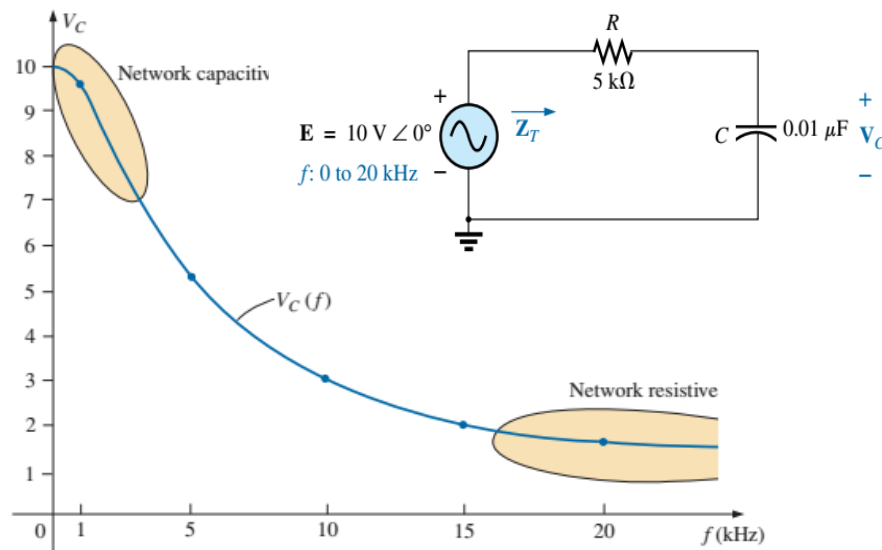 V_C
10
9
8
7
6
5
4
3
2
1
0
1
5
10
15
20
f (kHz)
Network capacitiv
V_C (f)
Network resistive
R
5 kΩ
+
E = 10 V ∠ 0°
f: 0 to 20 kHz
−
Z_T
C
0.01 μF
+
V_C
−